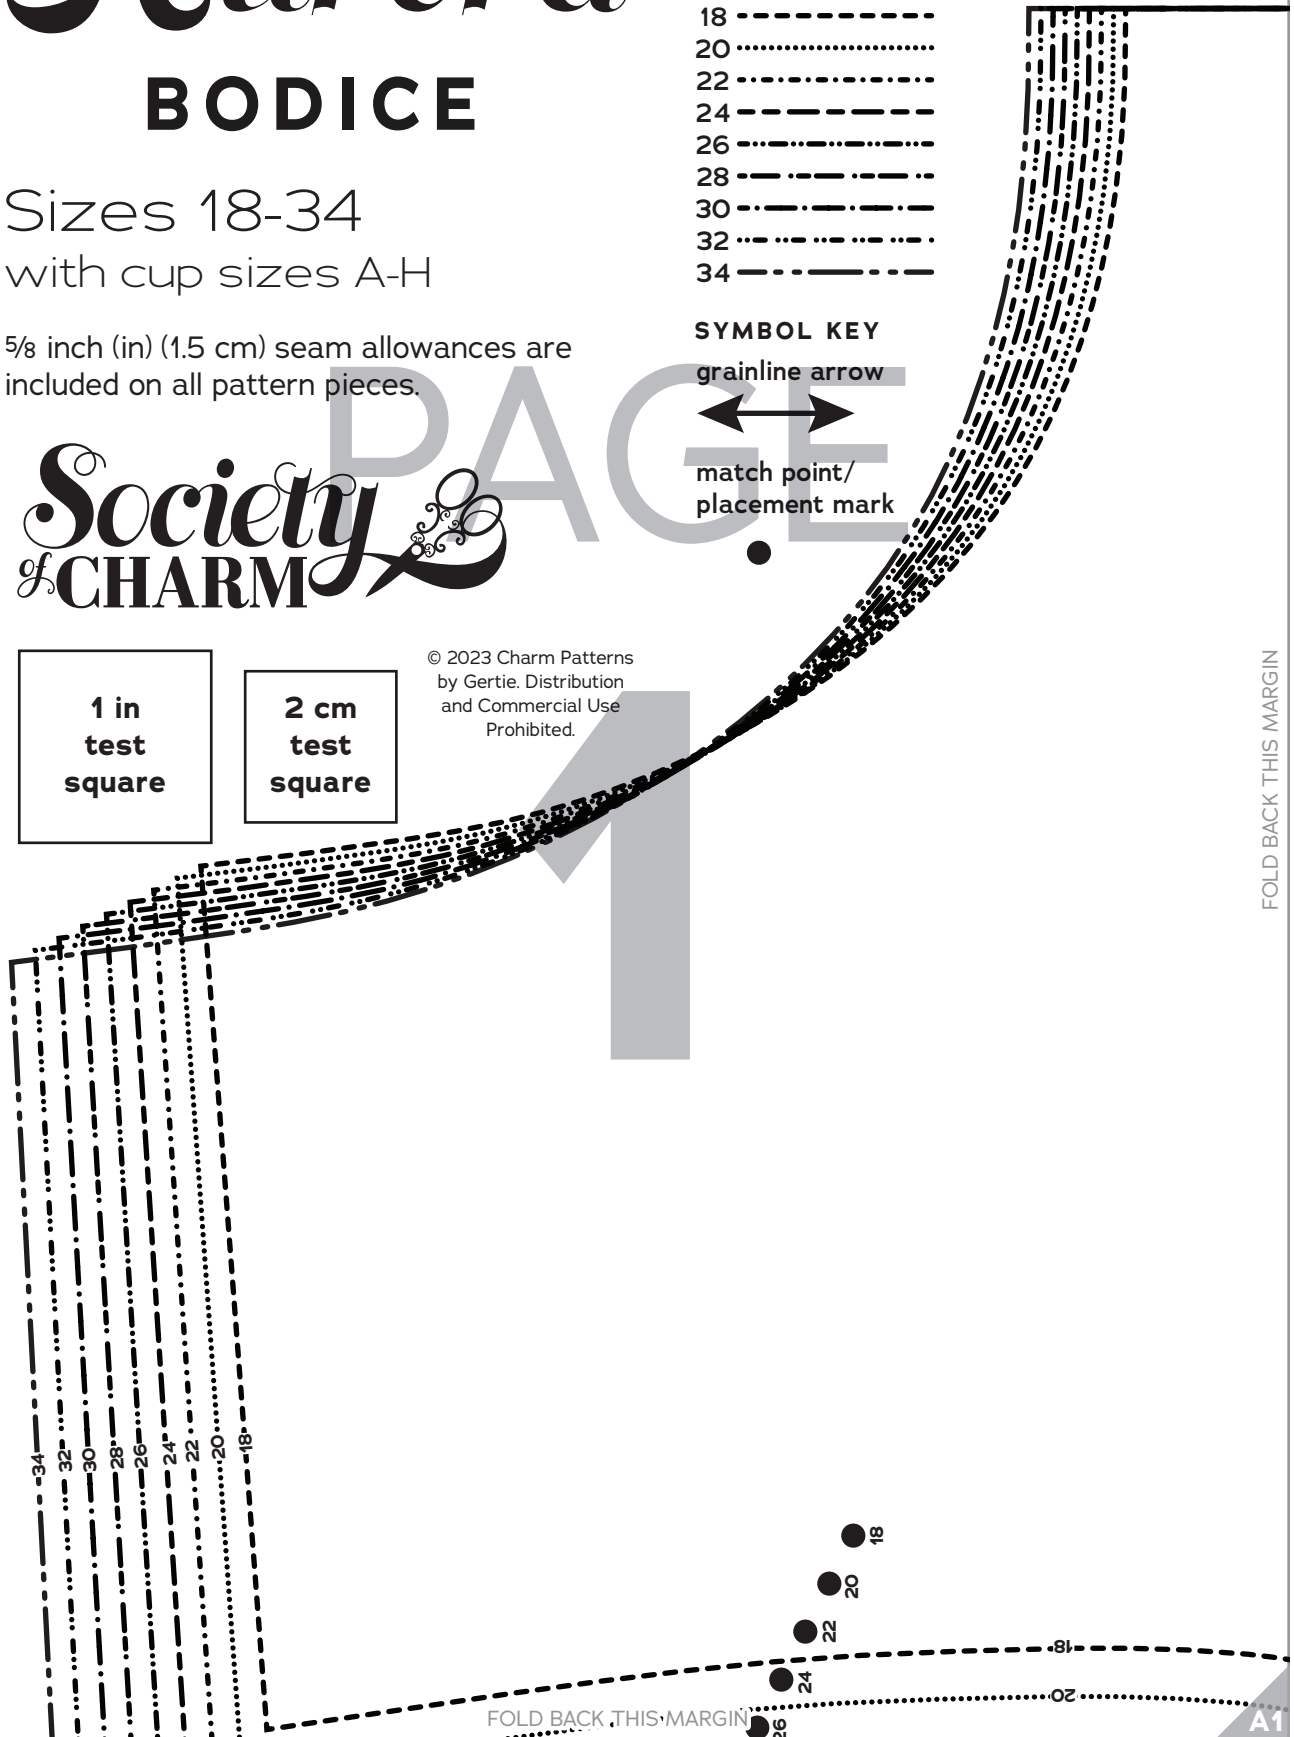 BODICE
Sizes 18-34
with cup sizes A-H
5/8 inch (in) (1.5 cm) seam allowances are
included on all pattern pieces.
Society
of CHARM
1 in
test
square
2 cm
test
square
© 2023 Charm Patterns
by Gertie. Distribution
and Commercial Use
Prohibited.
18
20
22
24
26
28
30
32
34
SYMBOL KEY
grainline arrow
match point/
placement mark
PAGE
1
FOLD BACK THIS MARGIN
34
32
30
28
26
24
22
20
18
18
20
22
24
26
18
20
FOLD BACK THIS MARGIN
A1